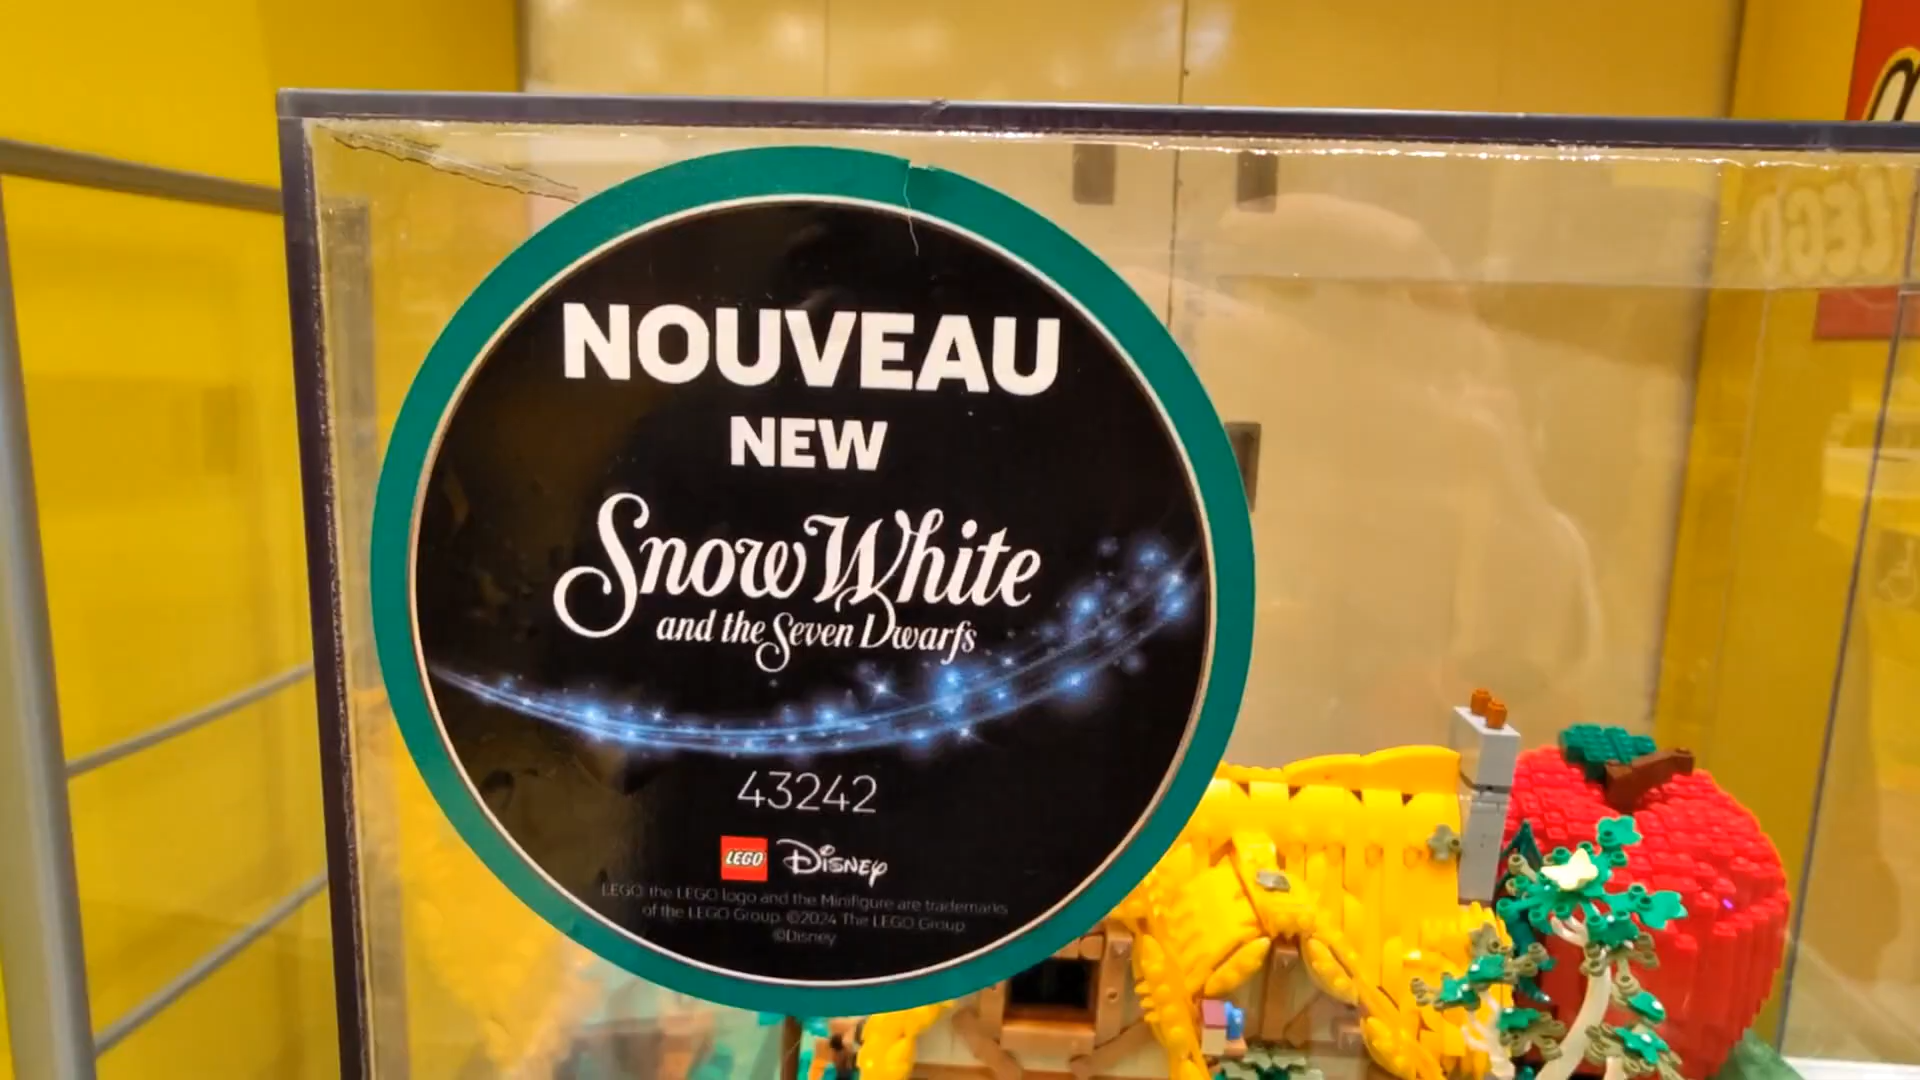 NOUVEAU
NEW
Snow White
and the Seven Dwarfs
43242
LEGO Disney
LEGO, the LEGO logo and the Minifigure are trademarks
of the LEGO Group. ©2024 The LEGO Group
©Disney
LEGO